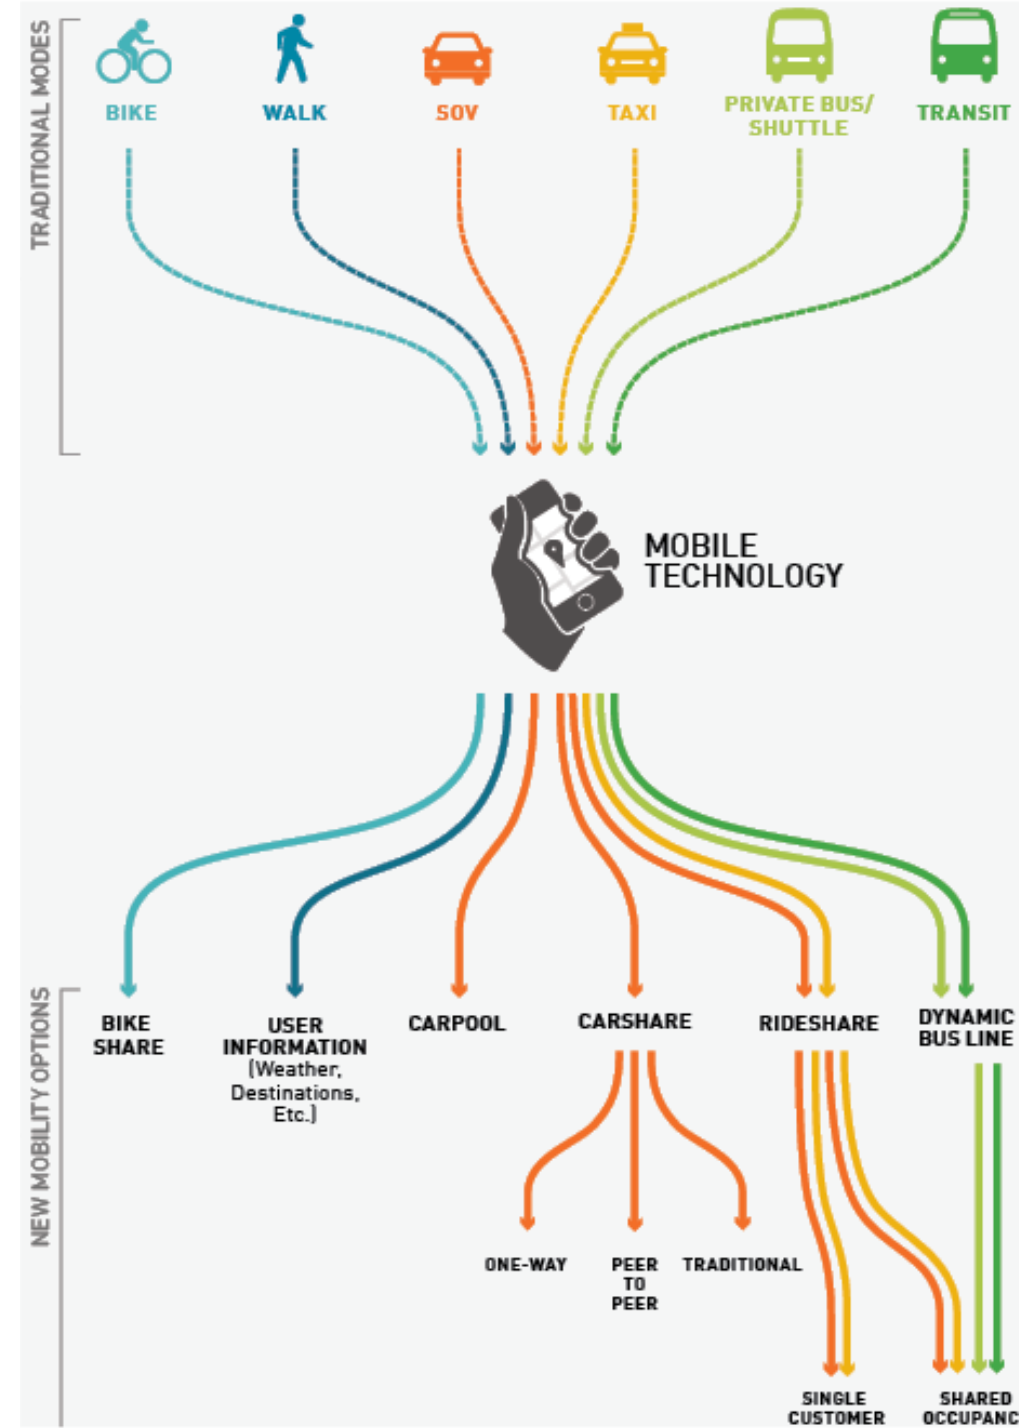 TRADITIONAL MODES
BIKE
WALK
SOV
TAXI
PRIVATE BUS/
SHUTTLE
TRANSIT
MOBILE
TECHNOLOGY
NEW MOBILITY OPTIONS
BIKE
SHARE
USER
INFORMATION
(Weather,
Destinations,
Etc.)
CARPOOL
CARSHARE
RIDESHARE
DYNAMIC
BUS LINE
ONE-WAY
PEER
TO
PEER
TRADITIONAL
SINGLE
CUSTOMER
SHARED
OCCUPANC